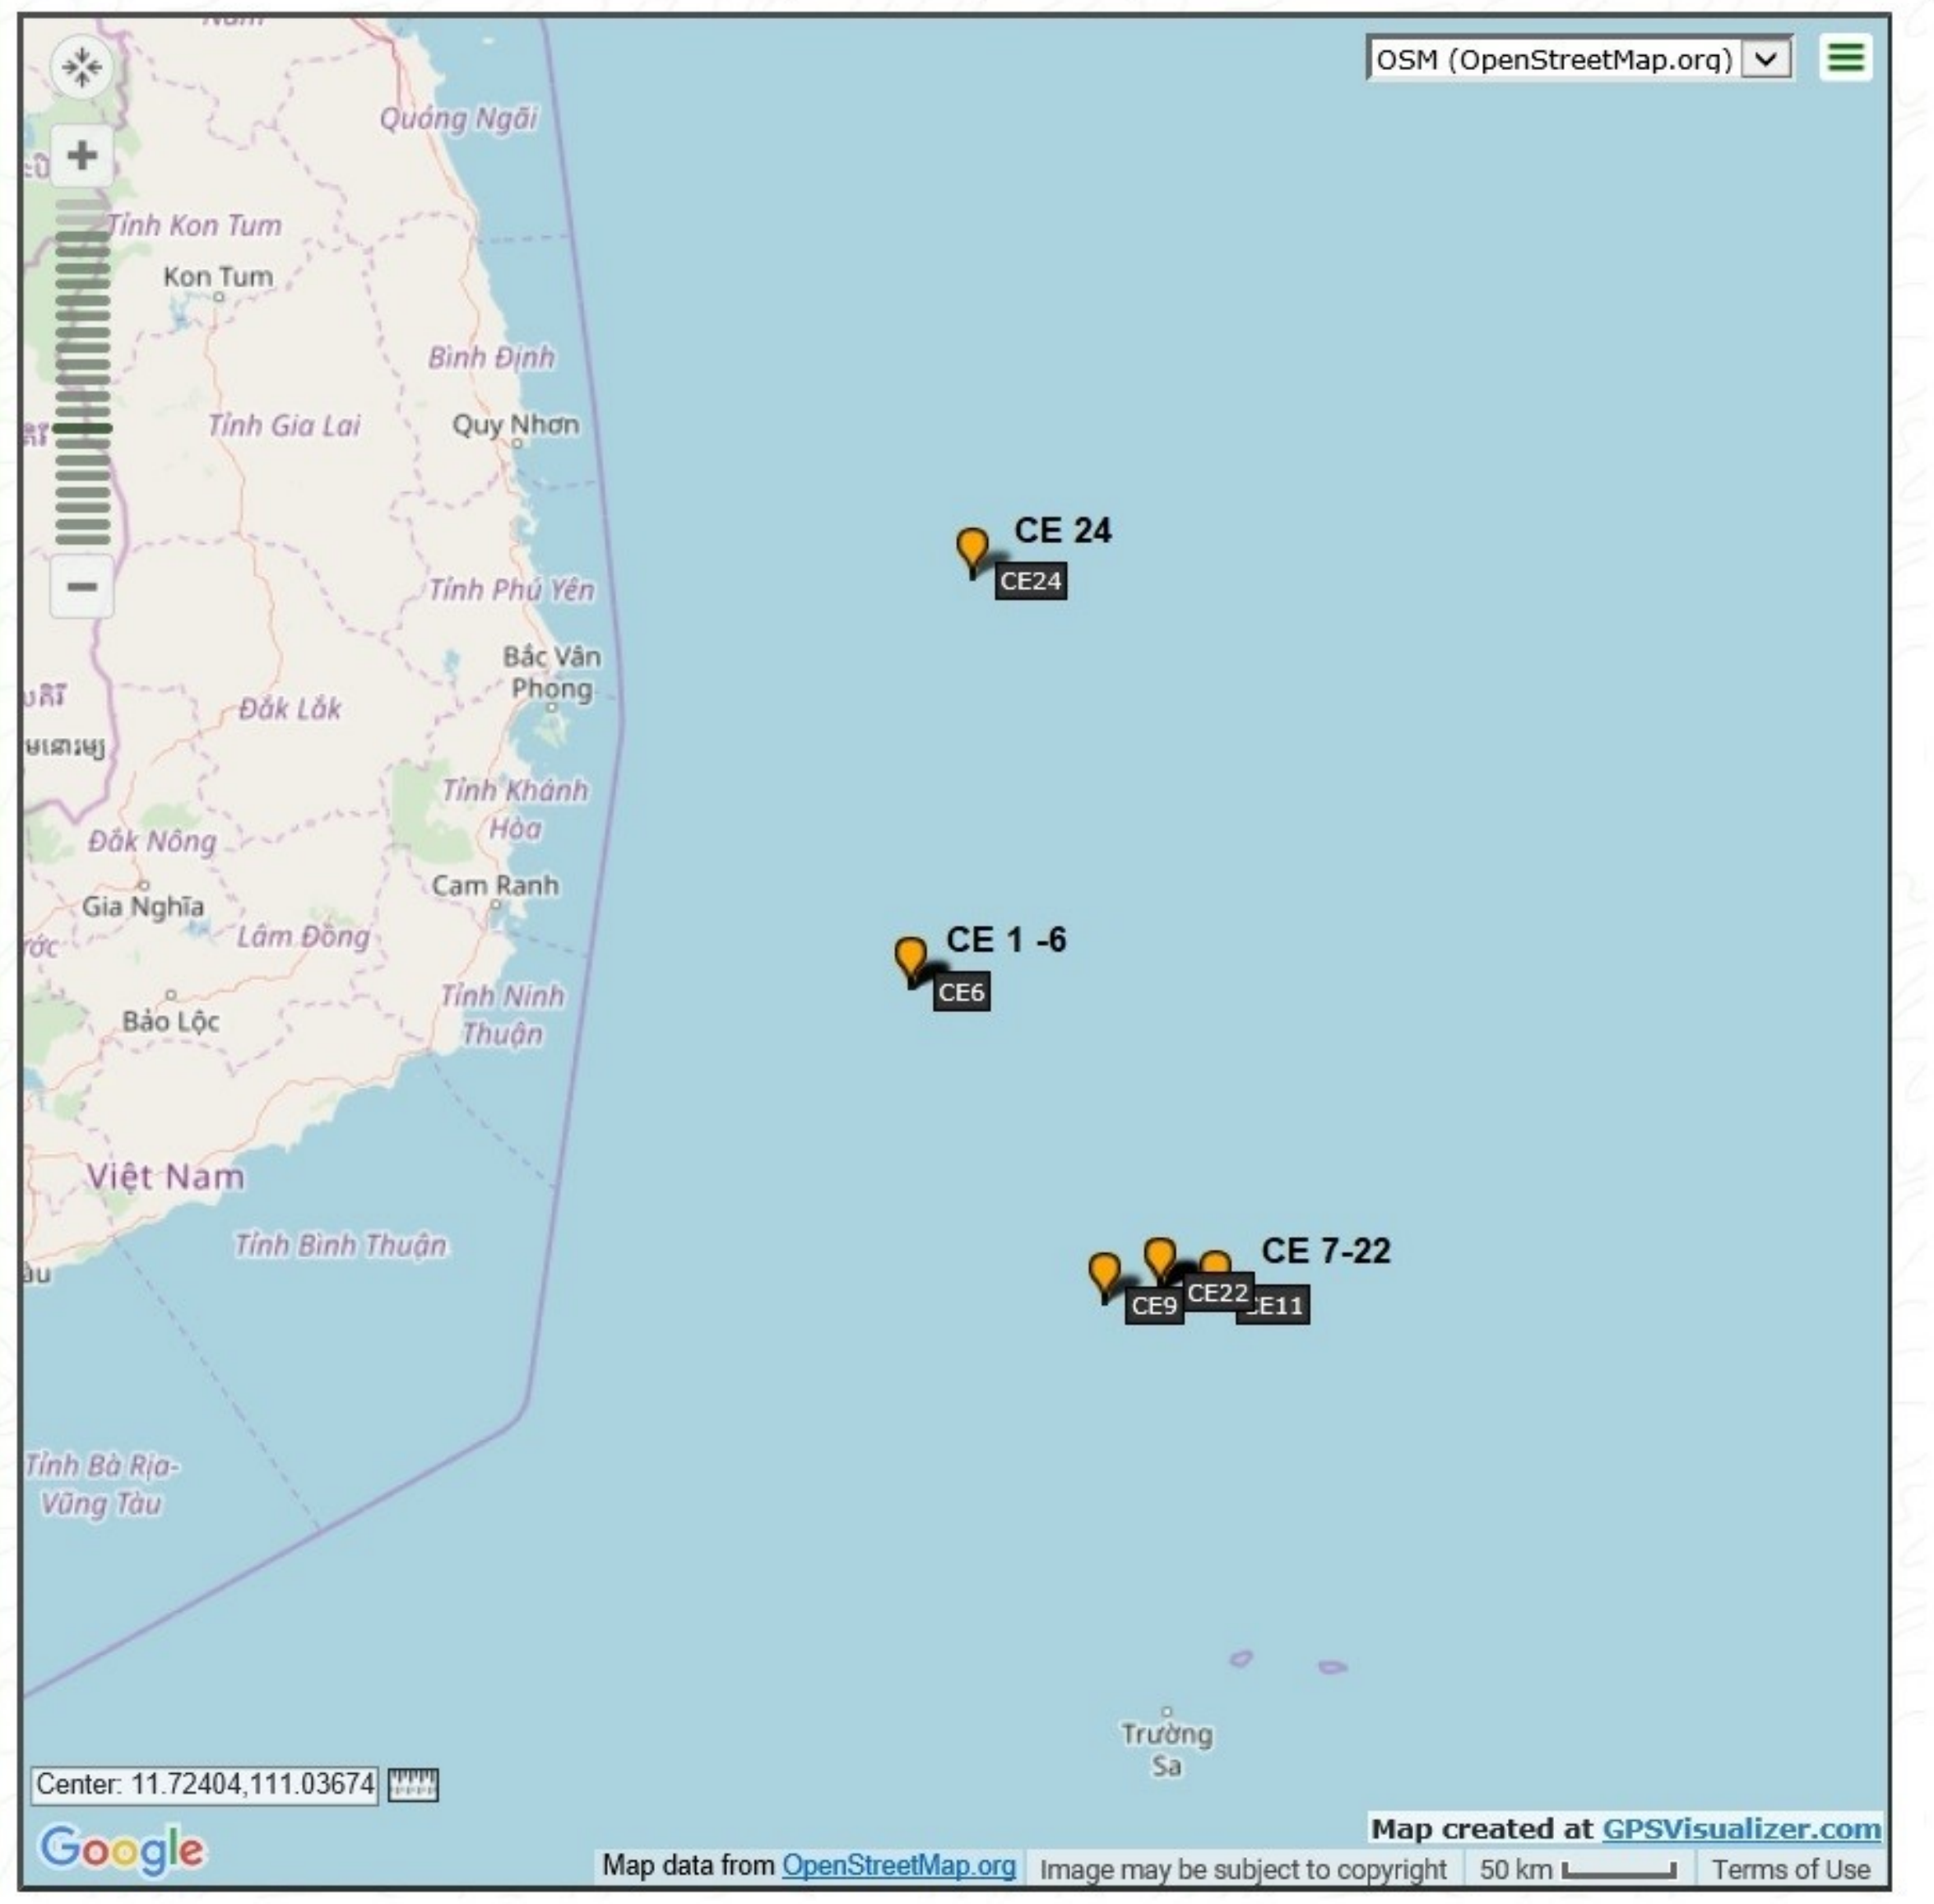 Nam
OSM (OpenStreetMap.org)
Quảng Ngãi
Tỉnh Kon Tum
Kon Tum
Bình Định
Tỉnh Gia Lai
Quy Nhơn
CE 24
CE24
Tỉnh Phú Yên
Bắc Vân
Phong
Đắk Lắk
Tỉnh Khánh
Hòa
Đắk Nông
Cam Ranh
Gia Nghĩa
Lâm Đồng
CE 1 -6
CE6
Tỉnh Ninh
Thuận
Bảo Lộc
Việt Nam
Tỉnh Bình Thuận
CE 7-22
CE22
CE9
CE11
Tỉnh Bà Rịa-
Vũng Tàu
Trường
Sa
Center: 11.72404,111.03674
Map created at GPSVisualizer.com
Google
Map data from OpenStreetMap.org
Image may be subject to copyright
50 km
Terms of Use